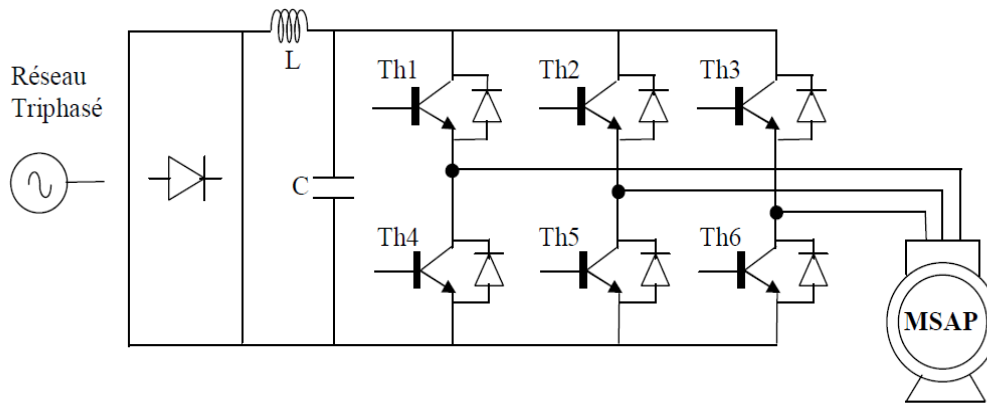 Réseau
Triphasé
L
C
Th1
Th2
Th3
Th4
Th5
Th6
MSAP